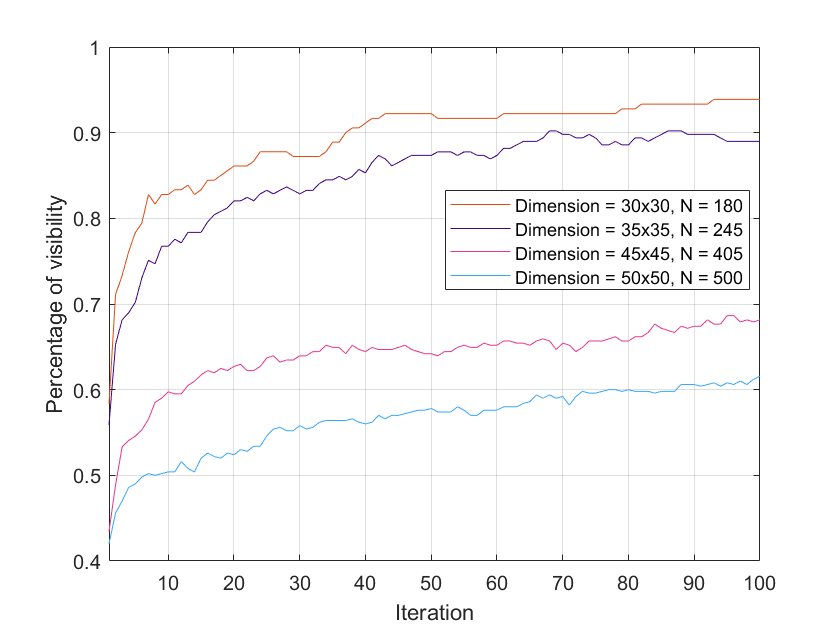 1
0.9
0.8
0.7
0.6
0.5
0.4
Percentage of visibility
Dimension = 30x30, N = 180
Dimension = 35x35, N = 245
Dimension = 45x45, N = 405
Dimension = 50x50, N = 500
10 20 30 40 50 60 70 80 90 100
Iteration